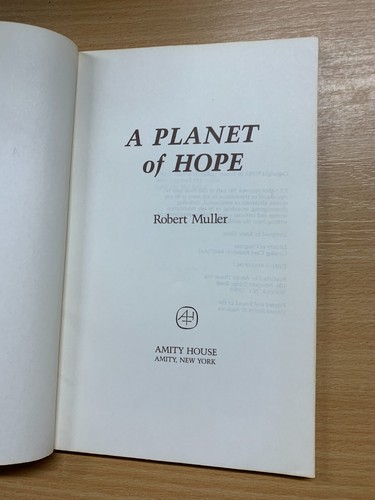 A PLANET
of HOPE
Robert Muller
AMITY HOUSE
AMITY, NEW YORK